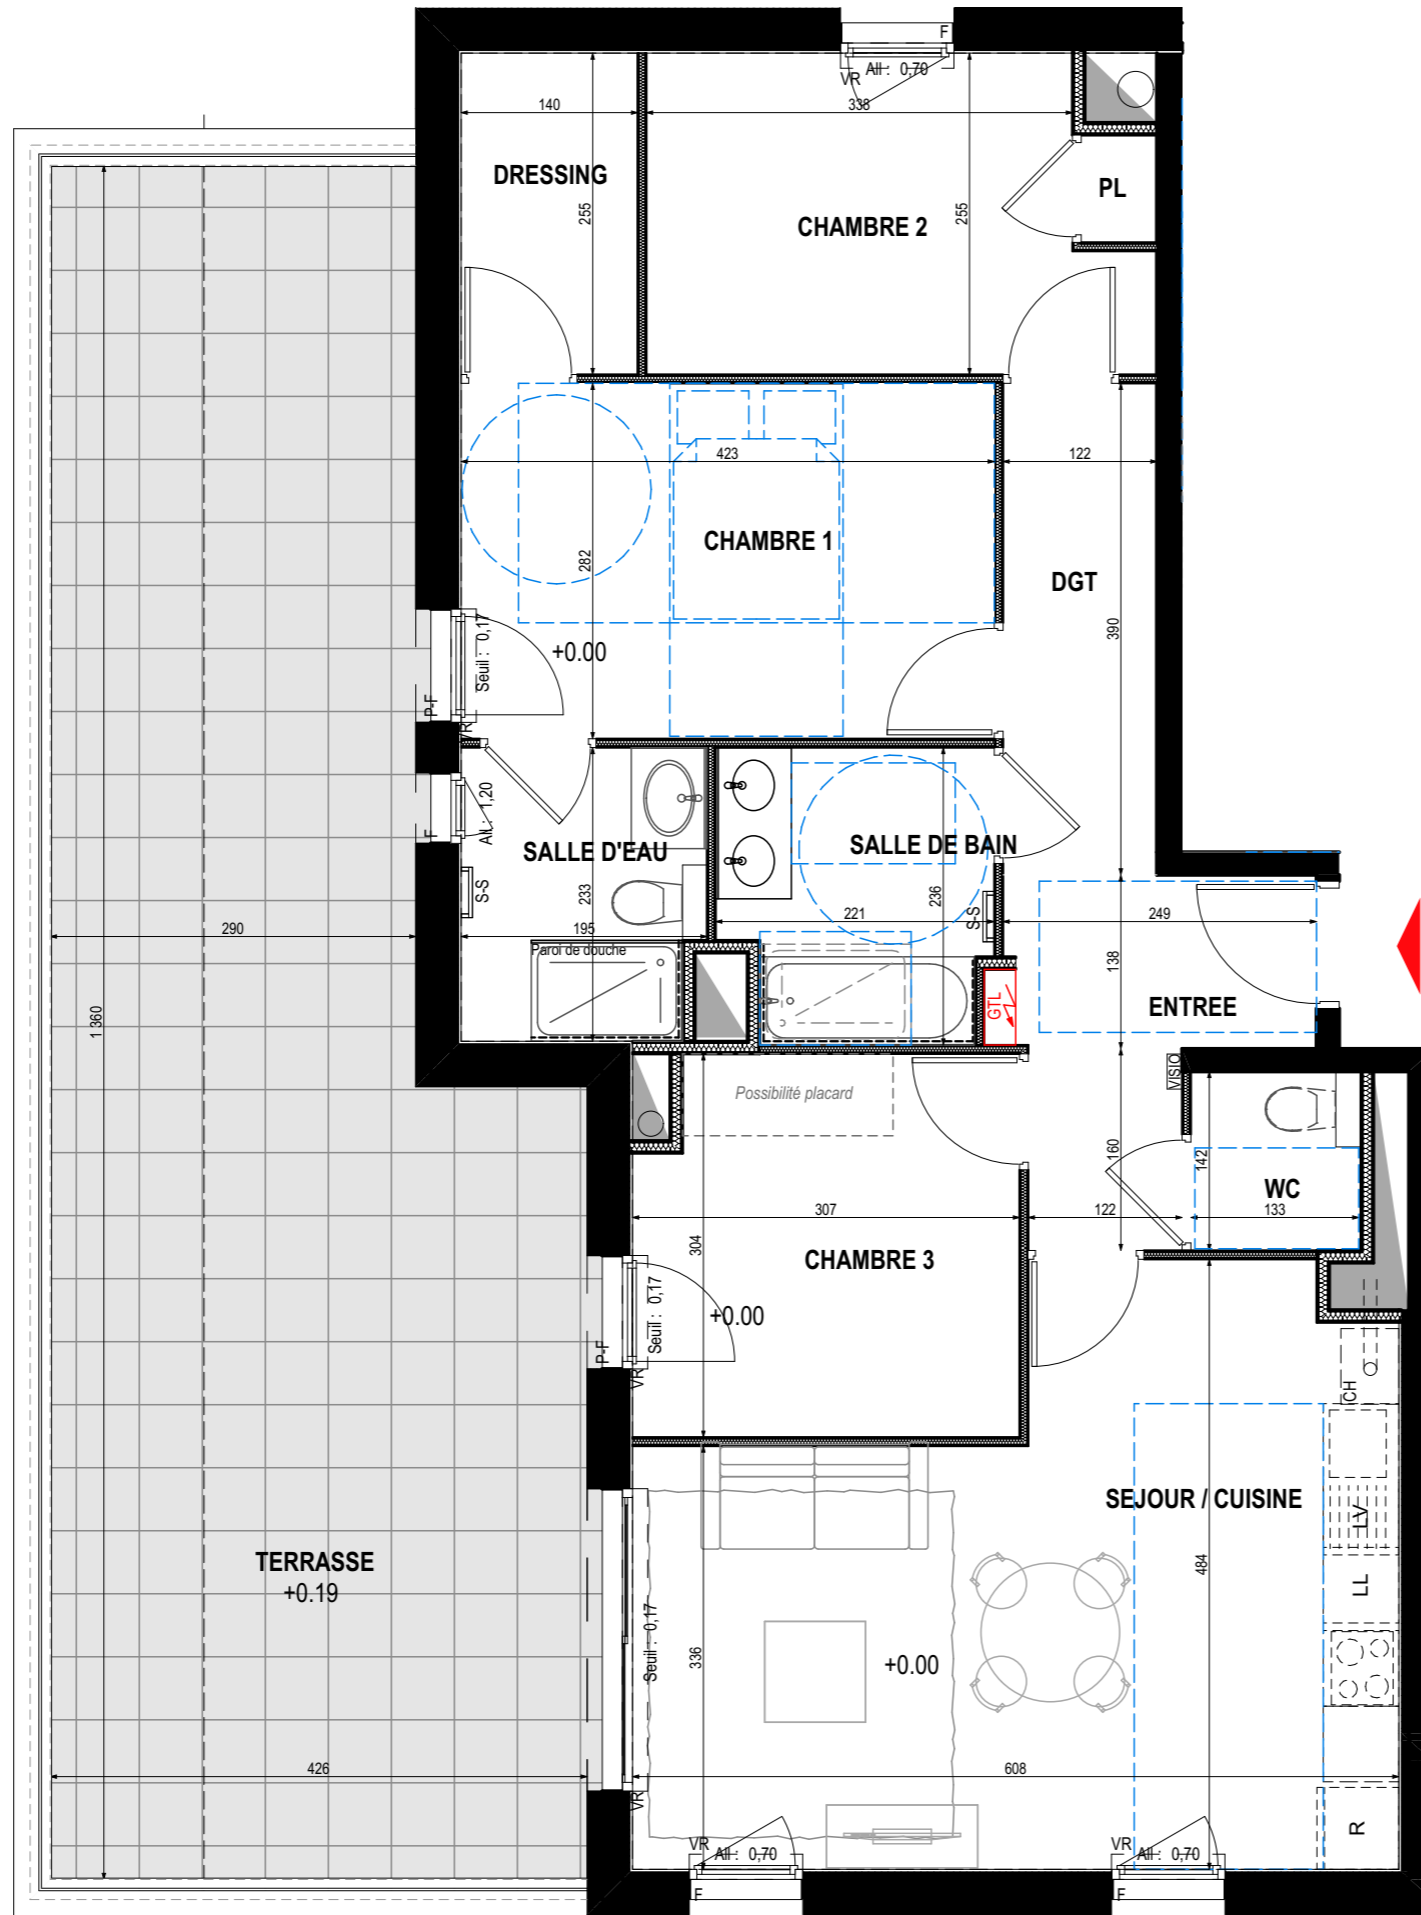 F
VR
All : 0,70
140
338
DRESSING
255
CHAMBRE 2
255
PL
423
122
CHAMBRE 1
282
DGT
390
Seuil : 0,17
+0.00
P-F
VR
F
All : 1,20
SALLE D'EAU
SALLE DE BAIN
S-S
233
236
S-S
290
195
221
249
Paroi de douche
138
GTL
ENTREE
1 360
VISIO
Possibilité placard
160
142
WC
307
122
133
304
CHAMBRE 3
Seuil : 0,17
+0.00
P-F
VR
CH
SEJOUR / CUISINE
LV
TERRASSE
+0.19
484
LL
Seuil : 0,17
336
+0.00
426
608
VR
R
VR
All : 0,70
VR
All : 0,70
F
F